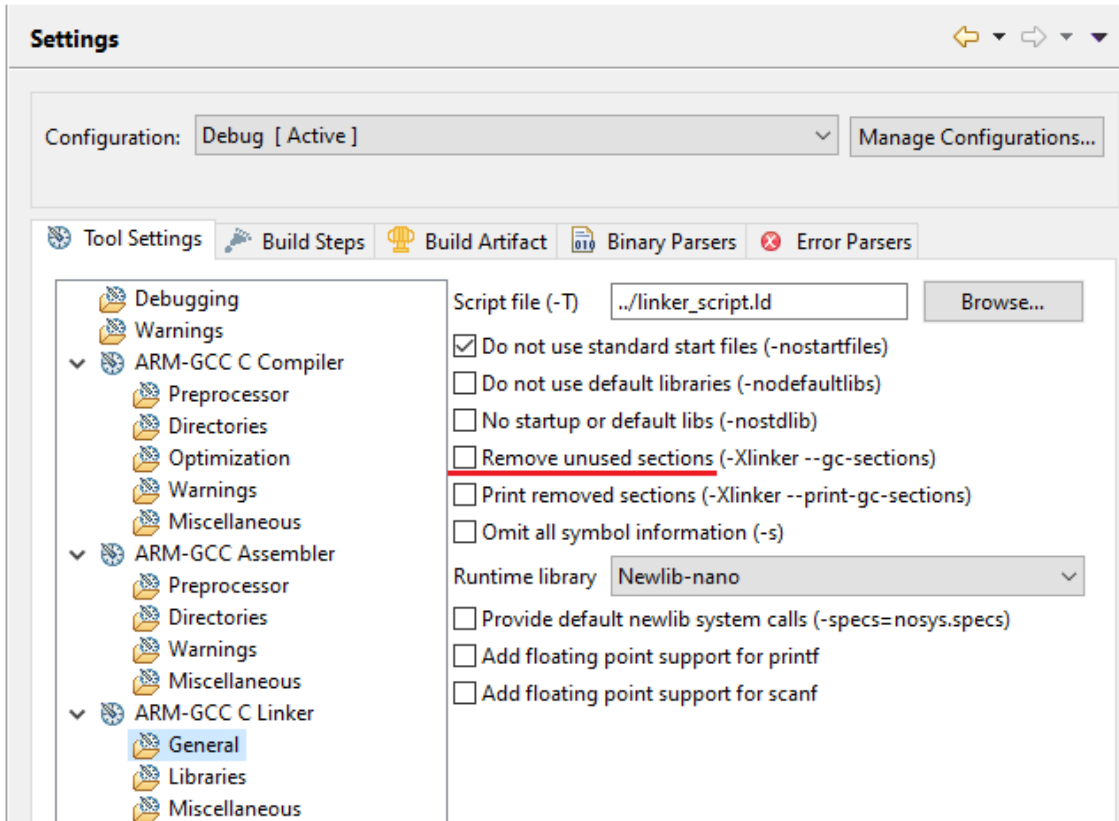 Settings
Configuration: Debug [ Active ] Manage Configurations...
Tool Settings Build Steps Build Artifact Binary Parsers Error Parsers
Debugging
Warnings
ARM-GCC C Compiler
Preprocessor
Directories
Optimization
Warnings
Miscellaneous
ARM-GCC Assembler
Preprocessor
Directories
Warnings
Miscellaneous
ARM-GCC C Linker
General
Libraries
Miscellaneous
Script file (-T) ../linker_script.ld Browse...
Do not use standard start files (-nostartfiles)
Do not use default libraries (-nodefaultlibs)
No startup or default libs (-nostdlib)
Remove unused sections (-Xlinker --gc-sections)
Print removed sections (-Xlinker --print-gc-sections)
Omit all symbol information (-s)
Runtime library Newlib-nano
Provide default newlib system calls (-specs=nosys.specs)
Add floating point support for printf
Add floating point support for scanf